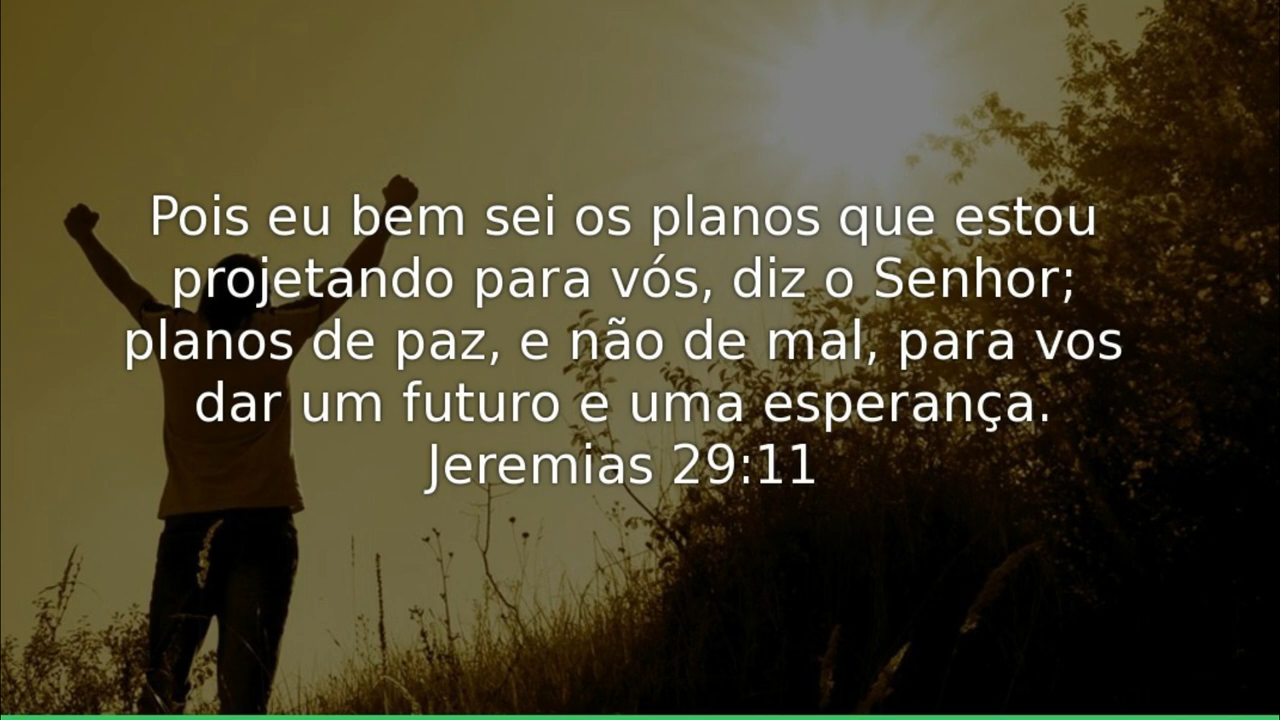 Pois eu bem sei os planos que estou
projetando para vós, diz o Senhor;
planos de paz, e não de mal, para vos
dar um futuro e uma esperança.
Jeremias 29:11